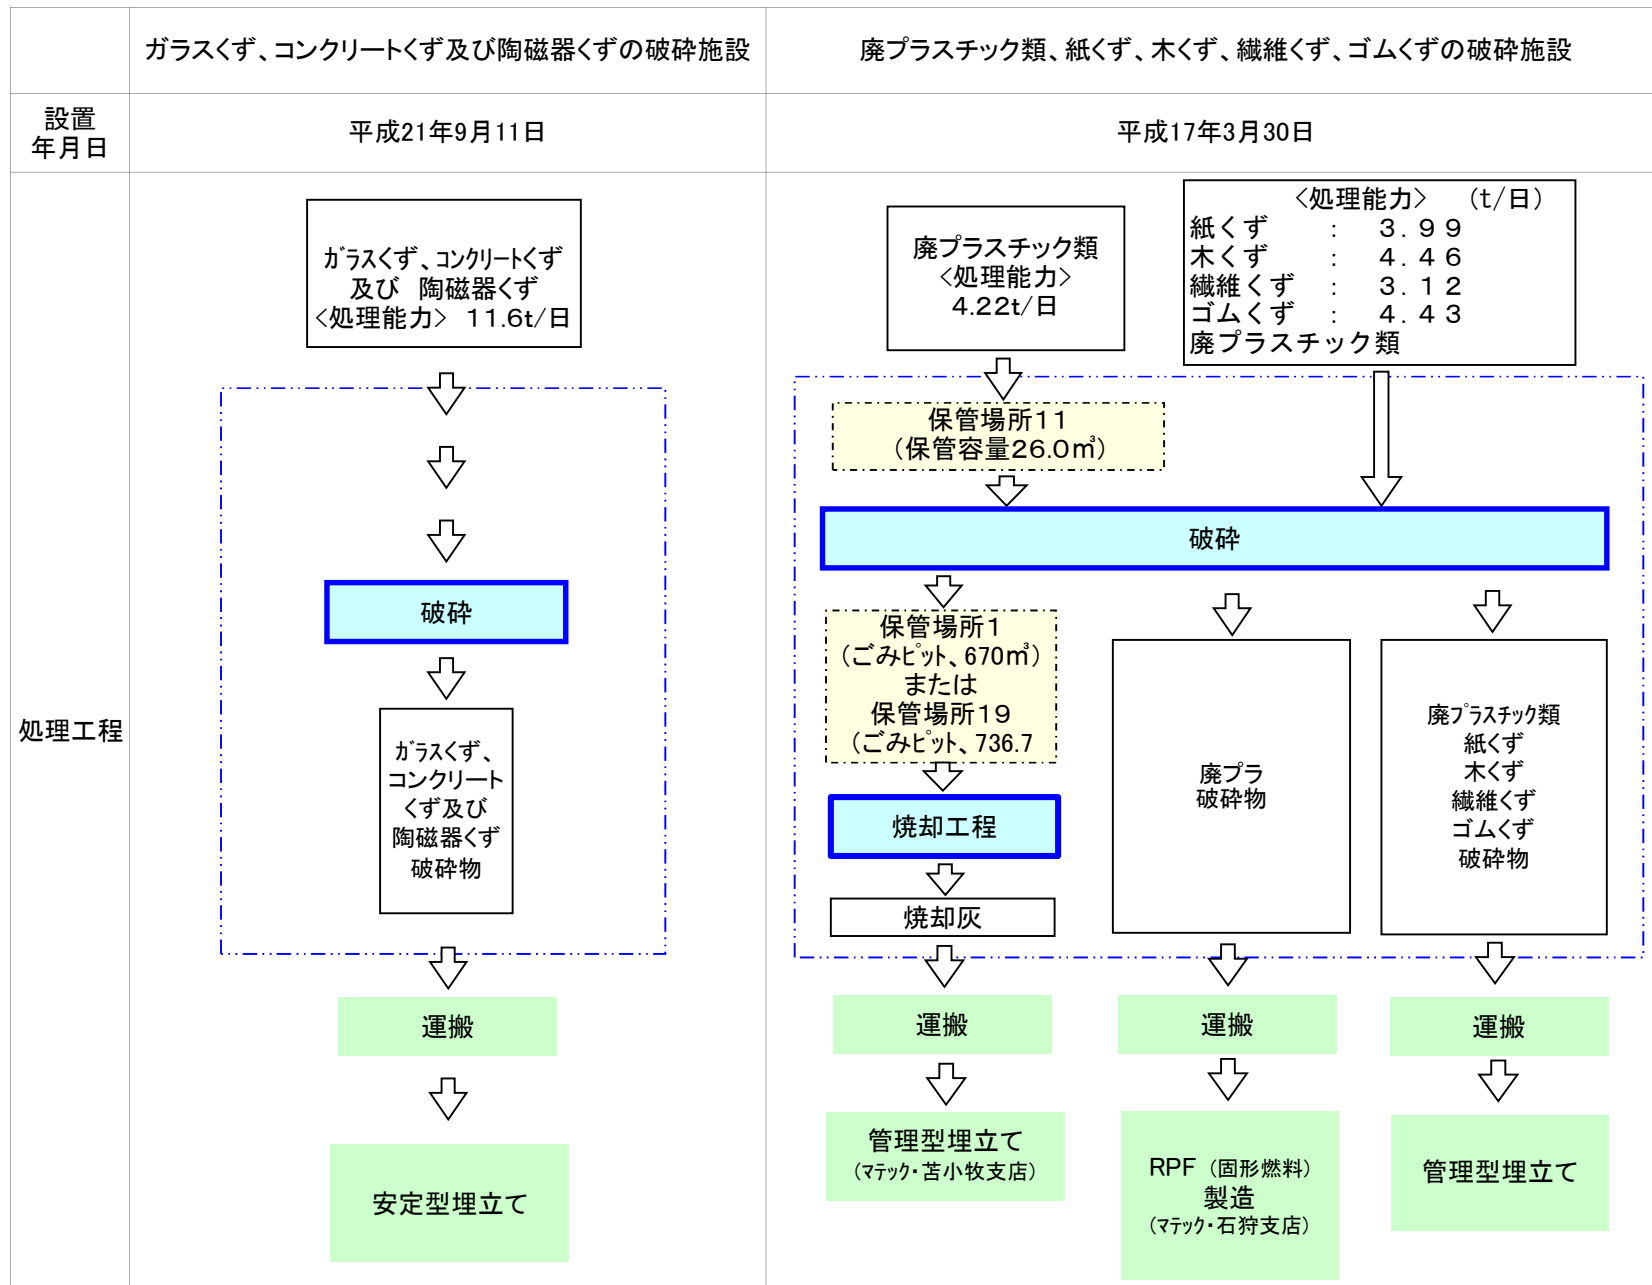 ガラスくず、コンクリートくず及び陶磁器くずの破砕施設
廃プラスチック類、紙くず、木くず、繊維くず、ゴムくずの破砕施設
設置
年月日
平成21年9月11日
平成17年3月30日
処理工程
ｶﾞﾗｽくず、ｺﾝｸﾘｰﾄくず
及び 陶磁器くず
<処理能力> 11.6t/日
破砕
ｶﾞﾗｽくず、
コンクリート
くず及び
陶磁器くず
破砕物
運搬
安定型埋立て
廃プラスチック類
<処理能力>
4.22t/日
<処理能力> (t/日)
紙くず : 3.99
木くず : 4.46
繊維くず : 3.12
ゴムくず : 4.43
廃プラスチック類
保管場所11
(保管容量26.0㎥)
破砕
保管場所1
(ごみﾋﾟｯﾄ、670㎥)
または
保管場所19
(ごみﾋﾟｯﾄ、736.7
焼却工程
焼却灰
運搬
管理型埋立て
(ﾏﾃｯｸ・苫小牧支店)
廃プラ
破砕物
運搬
RPF (固形燃料)
製造
(ﾏﾃｯｸ・石狩支店)
廃ﾌﾟﾗｽﾁｯｸ類
紙くず
木くず
繊維くず
ゴムくず
破砕物
運搬
管理型埋立て